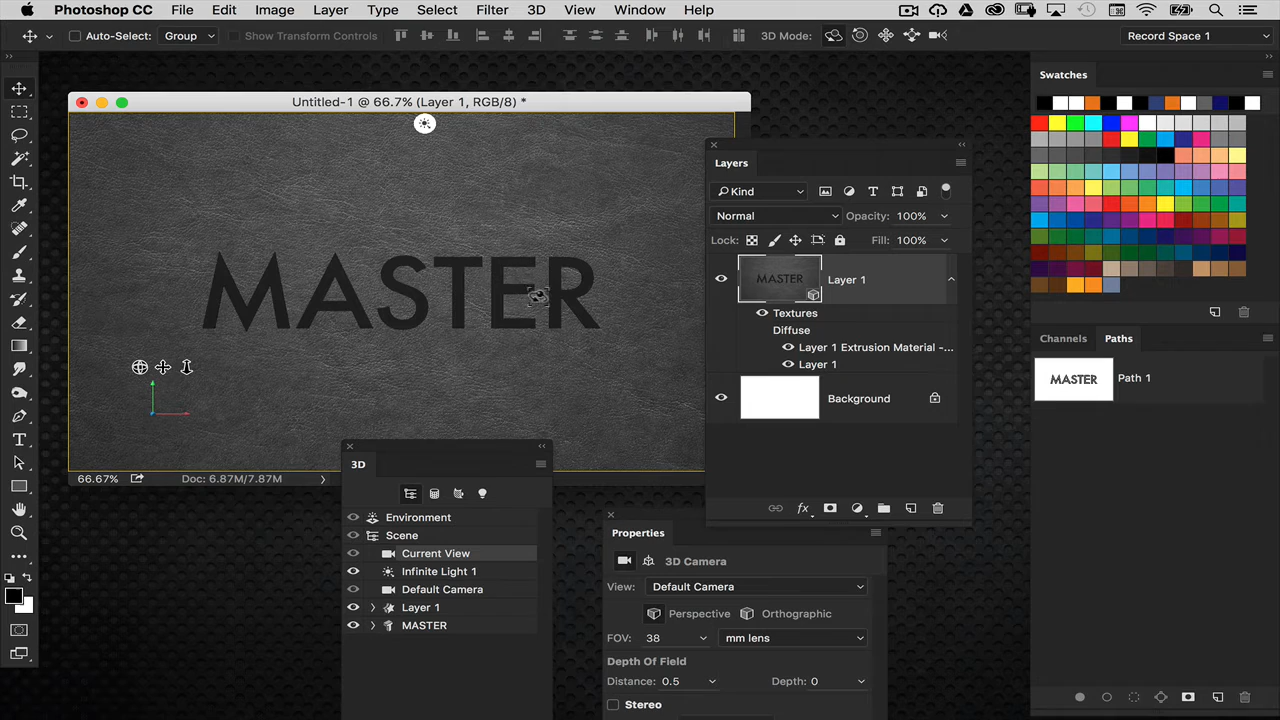 Photoshop CC File Edit Image Layer Type Select Filter 3D View Window Help
Auto-Select: Group Show Transform Controls 3D Mode: Record Space 1
Untitled-1 @ 66.7% (Layer 1, RGB/8) *
MASTER
66.67% Doc: 6.87M/7.87M
Layers
Kind
Normal Opacity: 100%
Lock: Fill: 100%
MASTER Layer 1
Textures
Diffuse
Layer 1 Extrusion Material -...
Layer 1
Background
3D
Environment
Scene
Current View
Infinite Light 1
Default Camera
Layer 1
MASTER
Properties
3D Camera
View: Default Camera
Perspective Orthographic
FOV: 38 mm lens
Depth Of Field
Distance: 0.5 Depth: 0
Stereo
Swatches
Channels Paths
MASTER Path 1